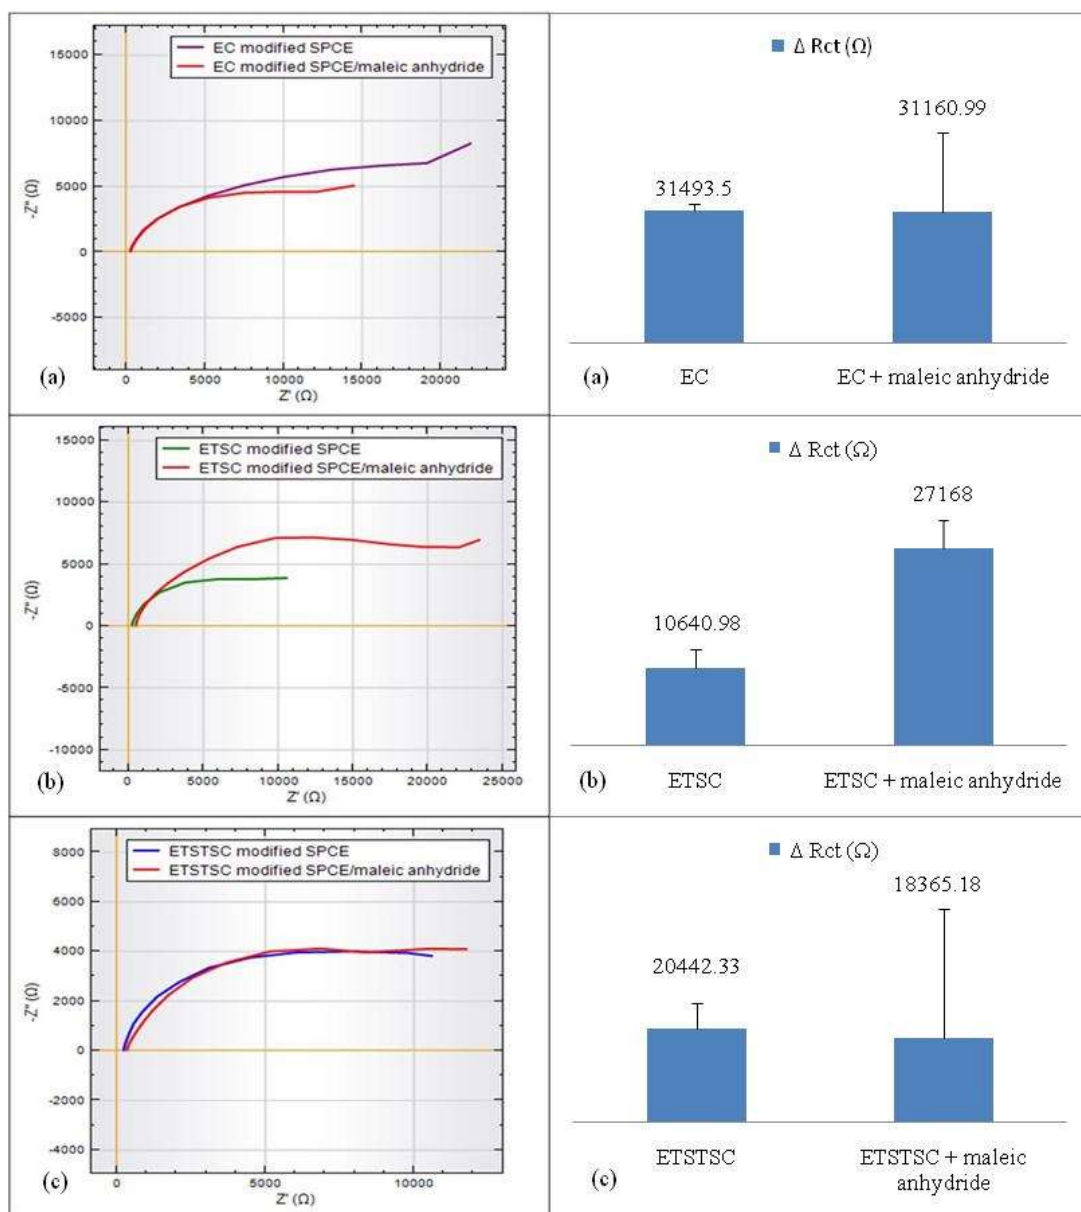 EC modified SPCE
EC modified SPCE/maleic anhydride
15000
10000
5000
0
-5000
-Z'' (Ω)
0 5000 10000 15000 20000
Z' (Ω)
(a)
Δ Rct (Ω)
31493.5
31160.99
(a)
EC
EC + maleic anhydride
ETSC modified SPCE
ETSC modified SPCE/maleic anhydride
15000
10000
5000
0
-5000
-10000
-Z'' (Ω)
0 5000 10000 15000 20000 25000
Z' (Ω)
(b)
Δ Rct (Ω)
10640.98
27168
(b)
ETSC
ETSC + maleic anhydride
ETSTSC modified SPCE
ETSTSC modified SPCE/maleic anhydride
8000
6000
4000
2000
0
-2000
-4000
-Z'' (Ω)
0 5000 10000
Z' (Ω)
(c)
Δ Rct (Ω)
20442.33
18365.18
(c)
ETSTSC
ETSTSC + maleic
anhydride